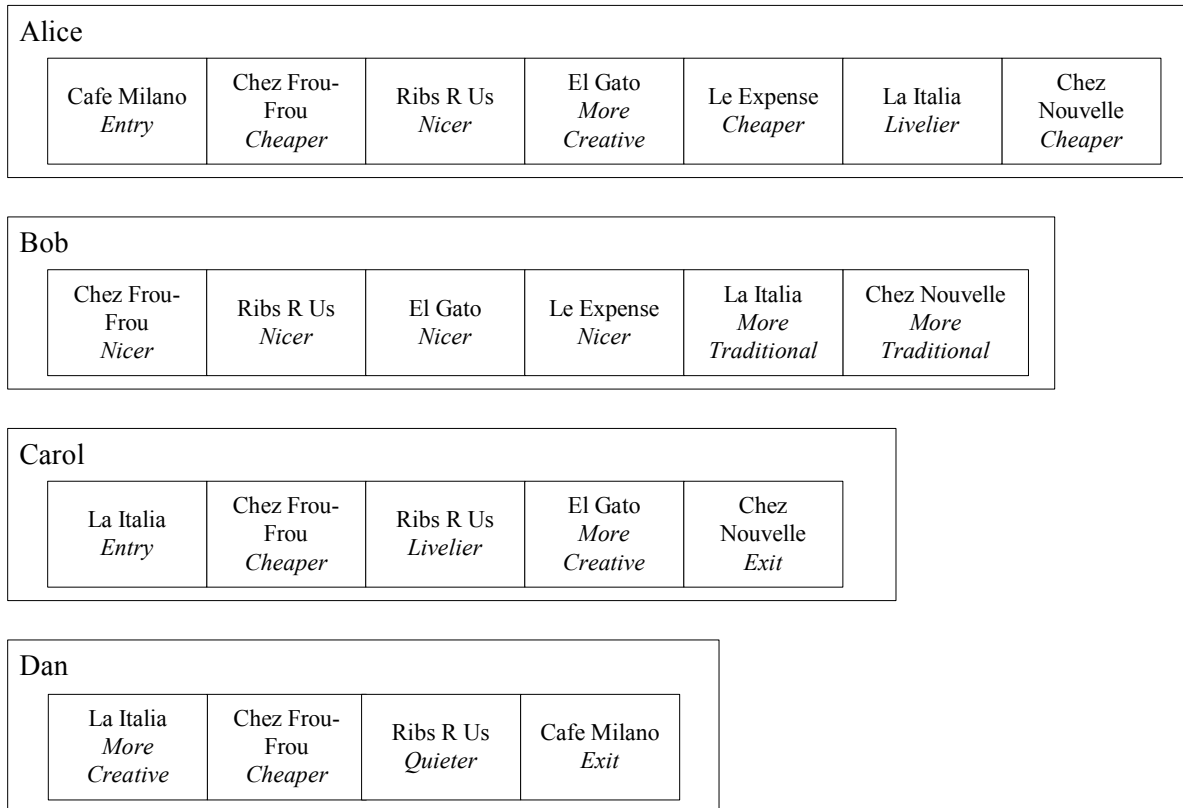 Alice
Cafe Milano
Entry
Chez Frou-
Frou
Cheaper
Ribs R Us
Nicer
El Gato
More
Creative
Le Expense
Cheaper
La Italia
Livelier
Chez
Nouvelle
Cheaper
Bob
Chez Frou-
Frou
Nicer
Ribs R Us
Nicer
El Gato
Nicer
Le Expense
Nicer
La Italia
More
Traditional
Chez Nouvelle
More
Traditional
Carol
La Italia
Entry
Chez Frou-
Frou
Cheaper
Ribs R Us
Livelier
El Gato
More
Creative
Chez
Nouvelle
Exit
Dan
La Italia
More
Creative
Chez Frou-
Frou
Cheaper
Ribs R Us
Quieter
Cafe Milano
Exit